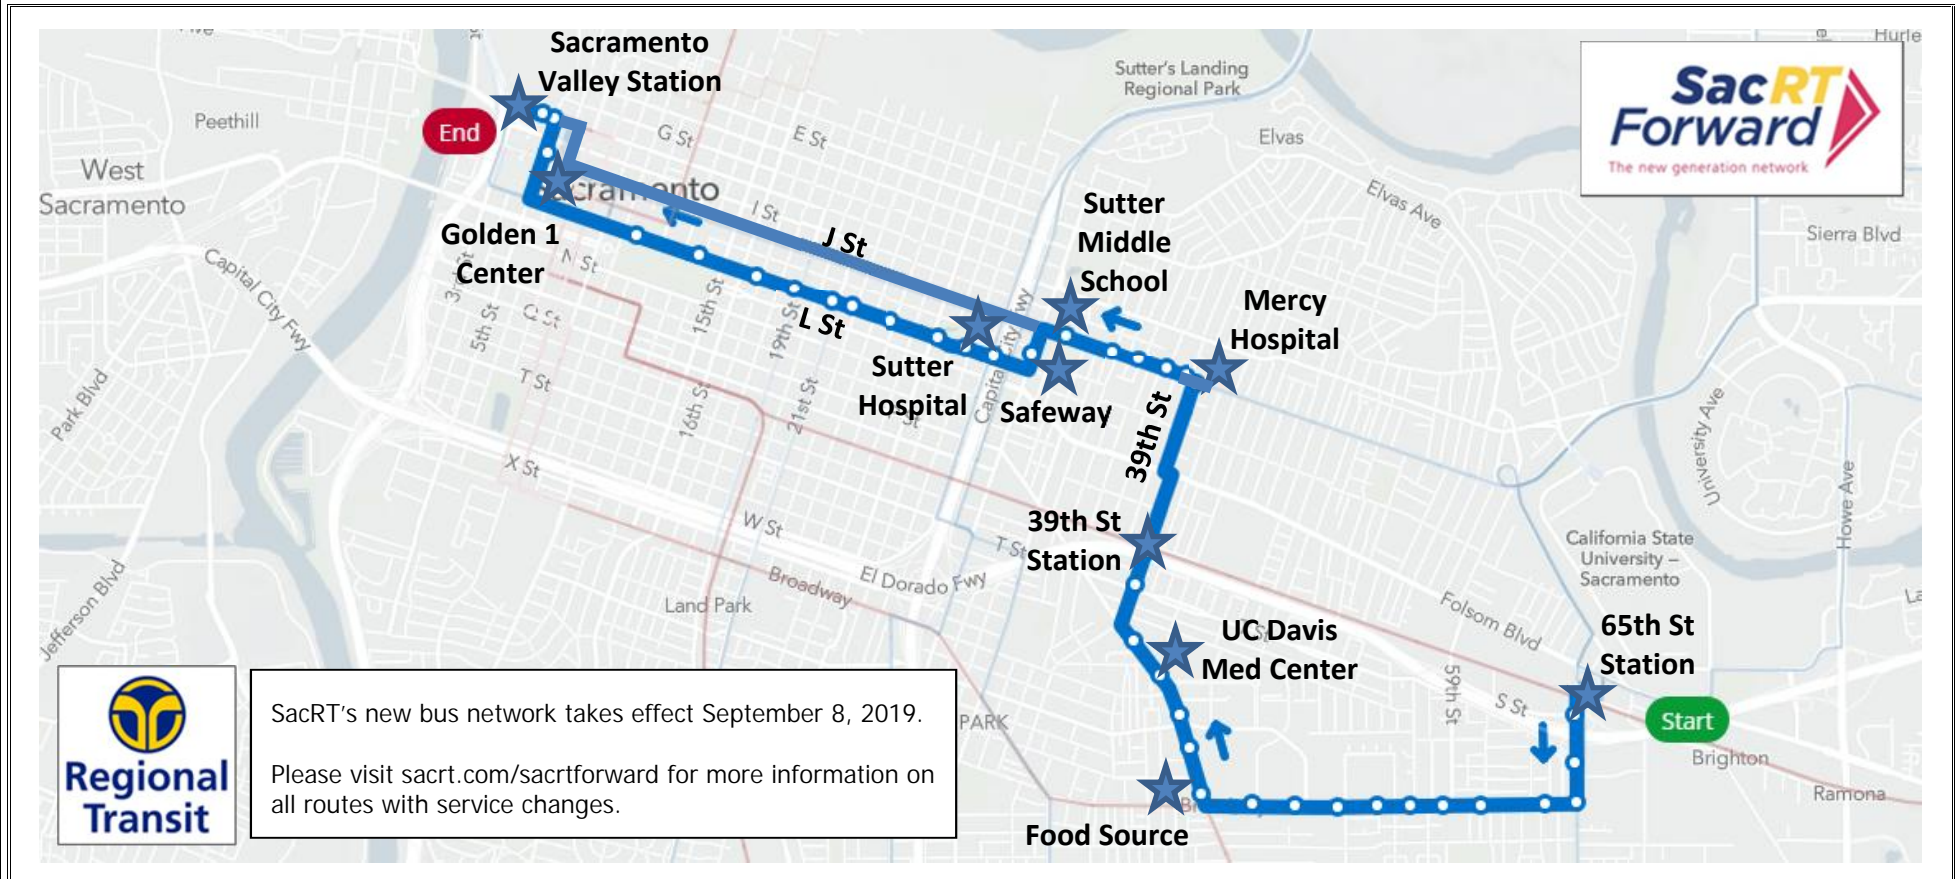 Sacramento
Valley Station
End
Peethill
West
Sacramento
G St
E St
Sutter's Landing
Regional Park
Elvas
Hurle
SacRT
Forward
The new generation network
Elvas Ave
Sierra Blvd
I St
J St
Golden 1
Center
N St
3rd St
5th St
Q St
Capital City Fwy
15th St
19th St
L St
Sutter
Middle
School
Mercy
Hospital
Sutter
Hospital
Safeway
39th St
T St
16th St
21st St
Park Blvd
X St
W St
T St
El Dorado Fwy
Broadway
Land Park
Jefferson Blvd
39th St
Station
University Ave
Howe Ave
California State
University –
Sacramento
Folsom Blvd
UC Davis
Med Center
65th St
Station
59th St
S St
Start
Brighton
Ramona
PARK
Food Source
Regional
Transit
SacRT's new bus network takes effect September 8, 2019.
Please visit sacrt.com/sacrtforward for more information on
all routes with service changes.